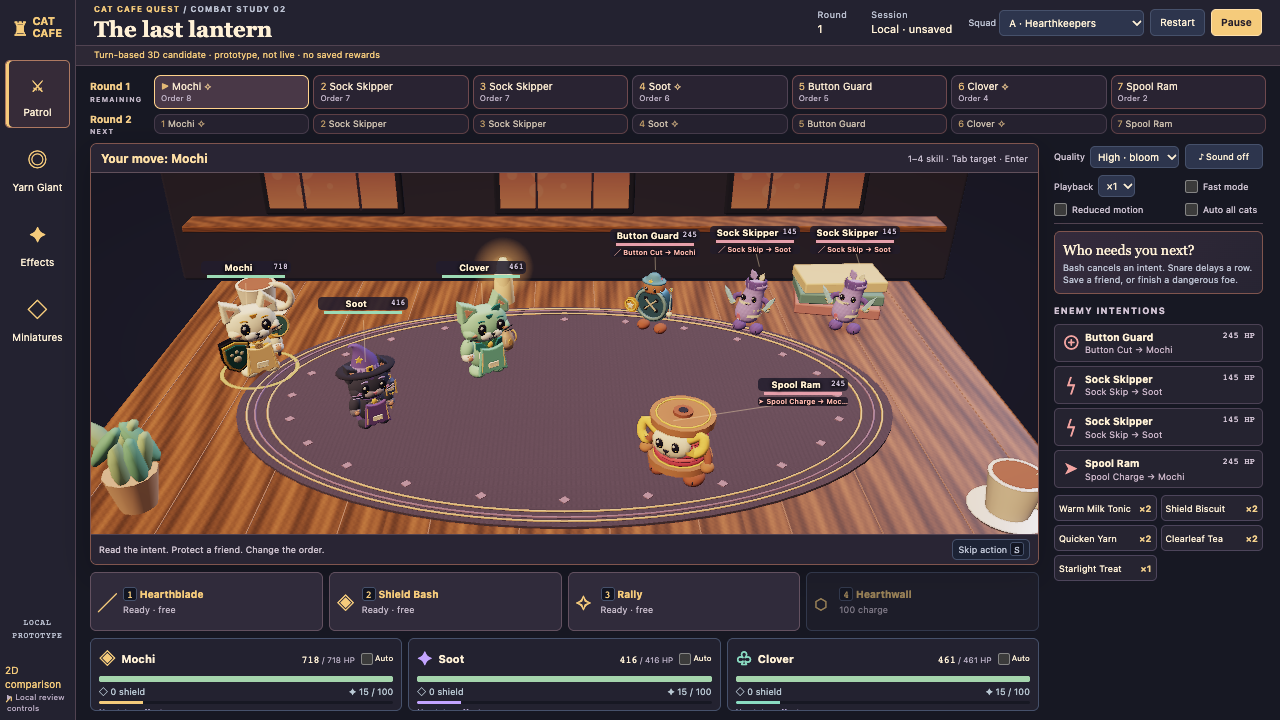 CAT CAFE
CAT CAFE QUEST / COMBAT STUDY 02
The last lantern
Round 1
Session Local · unsaved
Squad A · Hearthkeepers
Restart
Pause
Turn-based 3D candidate · prototype, not live · no saved rewards
Patrol
Yarn Giant
Effects
Miniatures
LOCAL PROTOTYPE
2D comparison
Local review controls
Round 1 REMAINING
Mochi Order 8
2 Sock Skipper Order 7
3 Sock Skipper Order 7
4 Soot Order 6
5 Button Guard Order 5
6 Clover Order 4
7 Spool Ram Order 2
Round 2 NEXT
1 Mochi
2 Sock Skipper
3 Sock Skipper
4 Soot
5 Button Guard
6 Clover
7 Spool Ram
Your move: Mochi
1–4 skill · Tab target · Enter
Button Guard 245
Button Cut → Mochi
Sock Skipper 145
Sock Skip → Soot
Sock Skipper 145
Sock Skip → Soot
Mochi 718
Clover 461
Soot 416
Spool Ram 245
Spool Charge → Moc...
Read the intent. Protect a friend. Change the order.
Skip action S
1 Hearthblade
Ready · free
2 Shield Bash
Ready · free
3 Rally
Ready · free
4 Hearthwall
100 charge
Mochi 718 / 718 HP Auto
0 shield 15 / 100
Soot 416 / 416 HP Auto
0 shield 15 / 100
Clover 461 / 461 HP Auto
0 shield 15 / 100
Quality High · bloom
♪ Sound off
Playback ×1
Fast mode
Reduced motion
Auto all cats
Who needs you next?
Bash cancels an intent. Snare delays a row.
Save a friend, or finish a dangerous foe.
ENEMY INTENTIONS
Button Guard 245 HP
Button Cut → Mochi
Sock Skipper 145 HP
Sock Skip → Soot
Sock Skipper 145 HP
Sock Skip → Soot
Spool Ram 245 HP
Spool Charge → Mochi
Warm Milk Tonic ×2
Shield Biscuit ×2
Quicken Yarn ×2
Clearleaf Tea ×2
Starlight Treat ×1